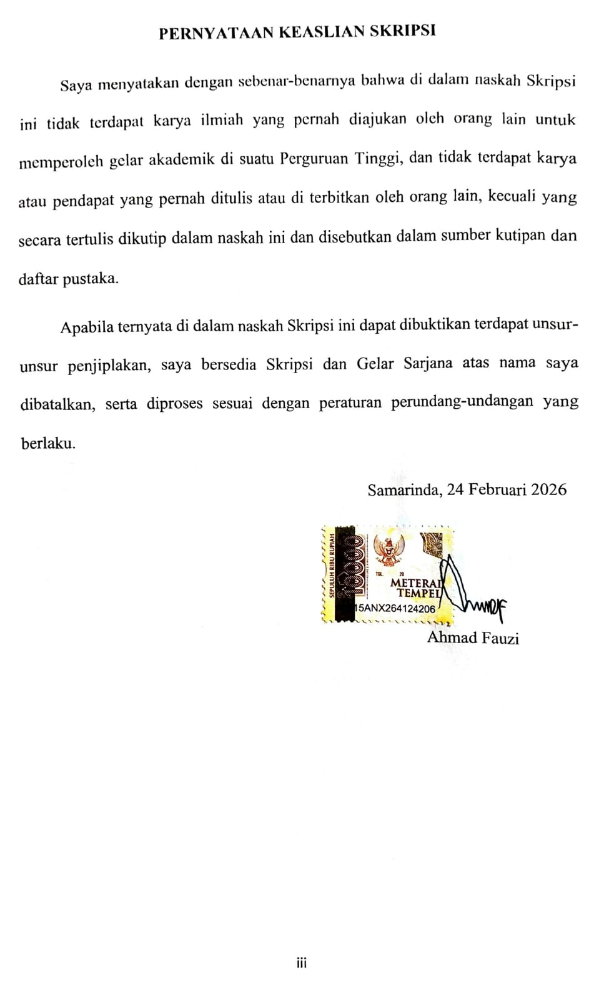 PERNYATAAN KEASLIAN SKRIPSI
Saya menyatakan dengan sebenar-benarnya bahwa di dalam naskah Skripsi
ini tidak terdapat karya ilmiah yang pernah diajukan oleh orang lain untuk
memperoleh gelar akademik di suatu Perguruan Tinggi, dan tidak terdapat karya
atau pendapat yang pernah ditulis atau di terbitkan oleh orang lain, kecuali yang
secara tertulis dikutip dalam naskah ini dan disebutkan dalam sumber kutipan dan
daftar pustaka.
Apabila ternyata di dalam naskah Skripsi ini dapat dibuktikan terdapat unsur-
unsur penjiplakan, saya bersedia Skripsi dan Gelar Sarjana atas nama saya
dibatalkan, serta diproses sesuai dengan peraturan perundang-undangan yang
berlaku.
Samarinda, 24 Februari 2026
SEPULUH RIBU RUPIAH
10000
TGL. 20
METERAI
TEMPEL
15ANX264124206
Ahmad Fauzi
iii